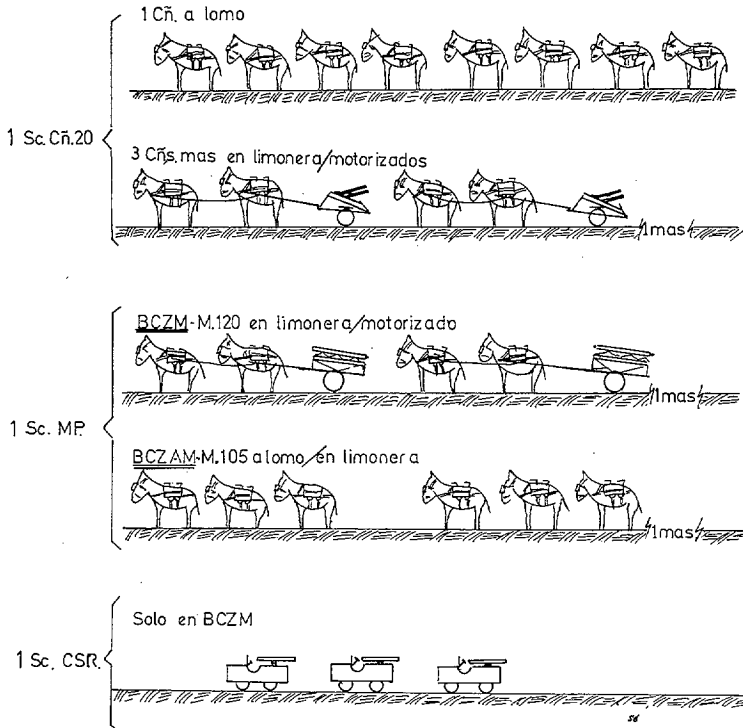 1 Cñ. a lomo
1 Sc. Cñ.20
3 Cñs. mas en limonera/motorizados
1mas
BCZM-M.120 en limonera/motorizado
1mas
1 Sc. MP.
BCZAM-M.105 a lomo/en limonera
1mas
Solo en BCZM
1 Sc. CSR.